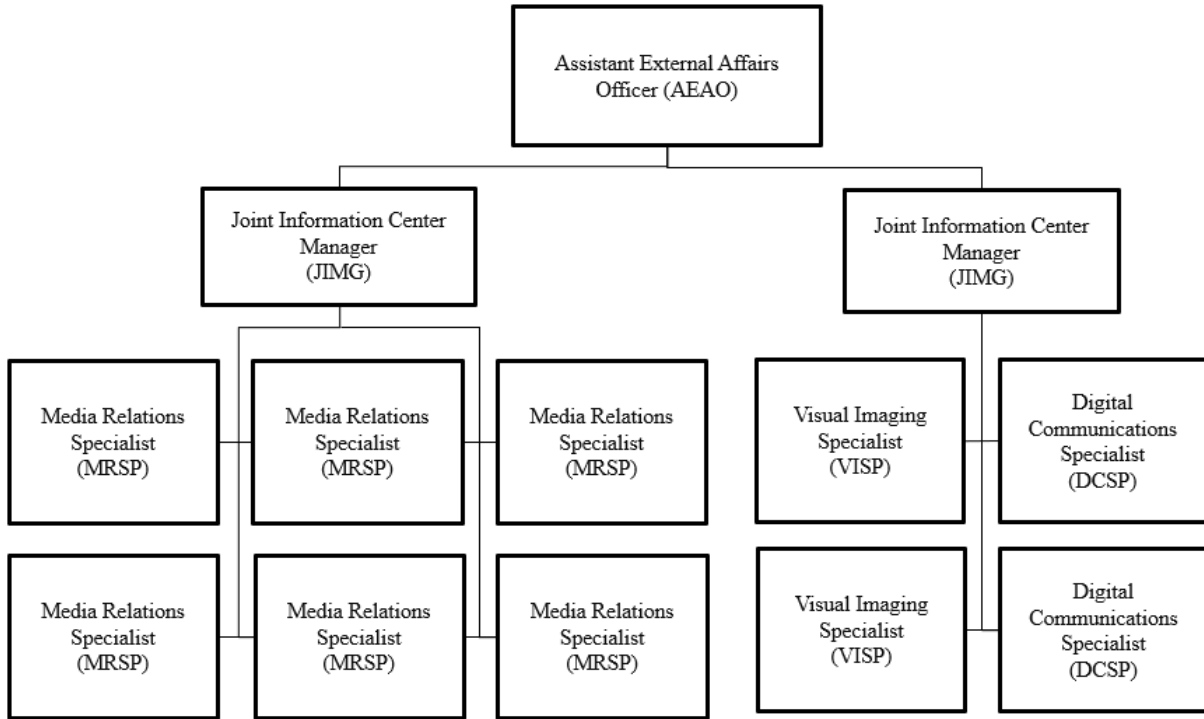 Assistant External Affairs
Officer (AEAO)
Joint Information Center
Manager
(JIMG)
Joint Information Center
Manager
(JIMG)
Media Relations
Specialist
(MRSP)
Media Relations
Specialist
(MRSP)
Media Relations
Specialist
(MRSP)
Visual Imaging
Specialist
(VISP)
Digital
Communications
Specialist
(DCSP)
Media Relations
Specialist
(MRSP)
Media Relations
Specialist
(MRSP)
Media Relations
Specialist
(MRSP)
Visual Imaging
Specialist
(VISP)
Digital
Communications
Specialist
(DCSP)